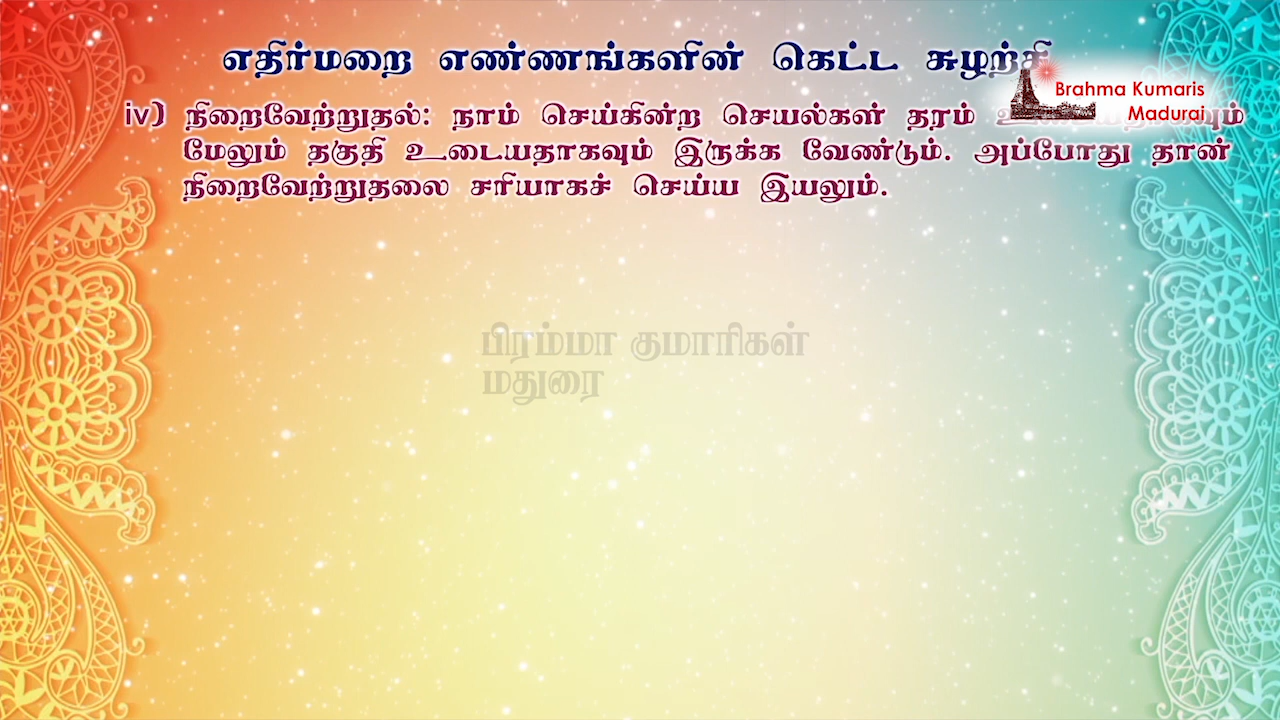 எதிர்மறை எண்ணங்களின் கெட்ட சுழற்சி
Brahma Kumaris
Madurai
iv) நிறைவேற்றுதல்: நாம் செய்கின்ற செயல்கள் தரம்
மேலும் தகுதி உடையதாகவும் இருக்க வேண்டும். அப்போது தான்
நிறைவேற்றுதலை சரியாகச் செய்ய இயலும்.
பிரம்மா குமாரிகள்
மதுரை